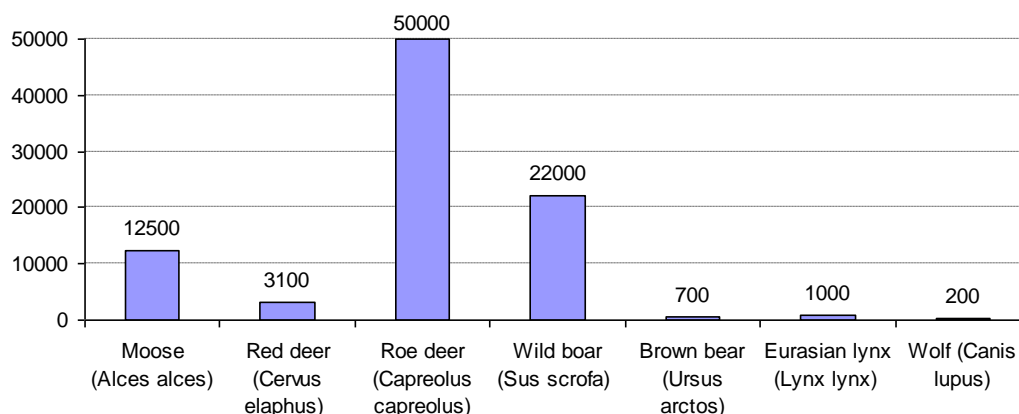 50000
40000
30000
20000
10000
0
12500
3100
50000
22000
700
1000
200
Moose
(Alces alces)
Red deer
(Cervus
elaphus)
Roe deer
(Capreolus
capreolus)
Wild boar
(Sus scrofa)
Brown bear
(Ursus
arctos)
Eurasian lynx
(Lynx lynx)
Wolf (Canis
lupus)